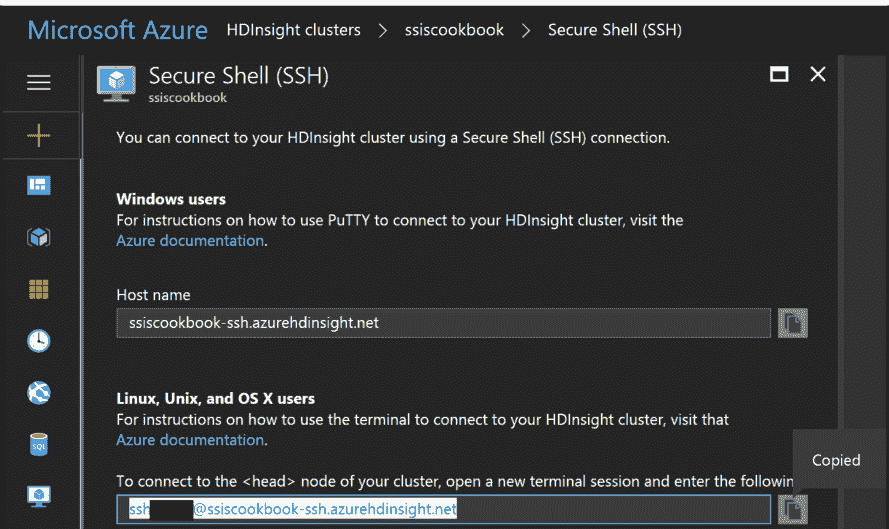 Microsoft Azure HDInsight clusters > ssiscookbook > Secure Shell (SSH)
Secure Shell (SSH)
ssiscookbook
You can connect to your HDInsight cluster using a Secure Shell (SSH) connection.
Windows users
For instructions on how to use PuTTY to connect to your HDInsight cluster, visit the
Azure documentation.
Host name
ssiscookbook-ssh.azurehdinsight.net
Linux, Unix, and OS X users
For instructions on how to use the terminal to connect to your HDInsight cluster, visit that
Azure documentation.
Copied
To connect to the <head> node of your cluster, open a new terminal session and enter the followin
ssh @ssiscookbook-ssh.azurehdinsight.net
SQL